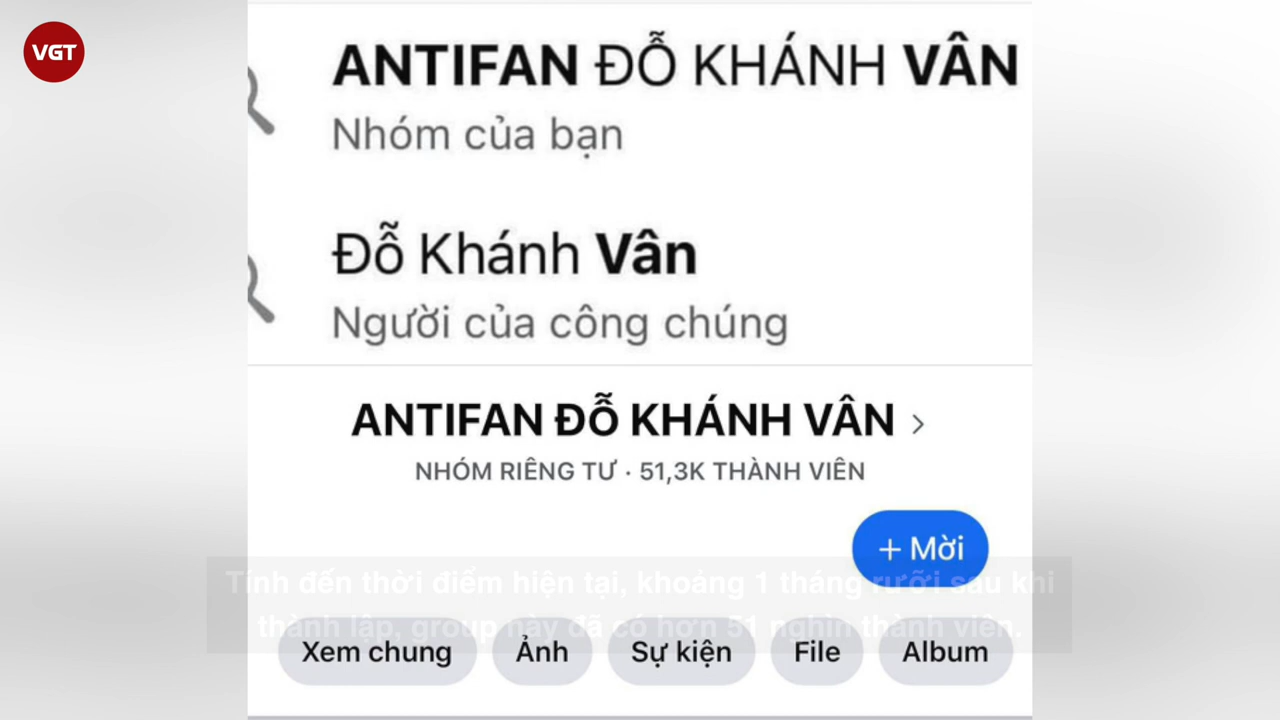 VGT
ANTIFAN ĐỖ KHÁNH VÂN
Nhóm của bạn
Đỗ Khánh Vân
Người của công chúng
ANTIFAN ĐỖ KHÁNH VÂN
NHÓM RIÊNG TƯ · 51,3K THÀNH VIÊN
+ Mời
Tính đến thời điểm hiện tại, khoảng 1 tháng rưỡi sau khi
thành lập, group này đã có hơn 51 nghìn thành viên.
Xem chung Ảnh Sự kiện File Album